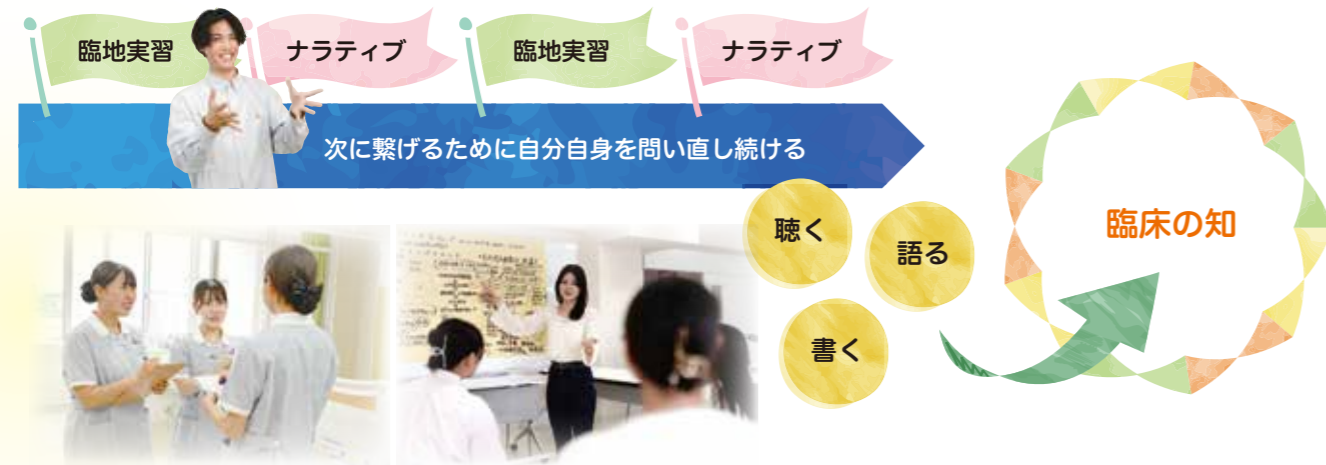 臨地実習
ナラティブ
臨地実習
ナラティブ
次に繋げるために自分自身を問い直し続ける
聴く
語る
書く
臨床の知